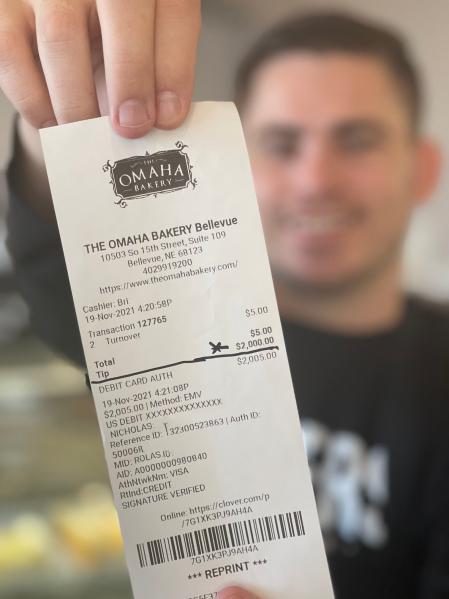 THE
OMAHA
BAKERY
THE OMAHA BAKERY Bellevue
10503 So 15th Street, Suite 109
Bellevue, NE 68123
4029919200
https://www.theomahabakery.com/
Cashier: Bri
19-Nov-2021 4:20:58P
Transaction 127765
2 Turnover $5.00
Total $5.00
Tip $2,000.00
DEBIT CARD AUTH $2,005.00
19-Nov-2021 4:21:08P
$2,005.00 | Method: EMV
US DEBIT XXXXXXXXXXXXXX
NICHOLAS
Reference ID: 132300523863 | Auth ID:
50006R
MID: ROLAS ID:
AID: A0000000980840
AthNtwkNm: VISA
RtInd:CREDIT
SIGNATURE VERIFIED
Online: https://clover.com/p
/7G1XK3PJ9AH4A
7G1XK3PJ9AH4A
*** REPRINT ***